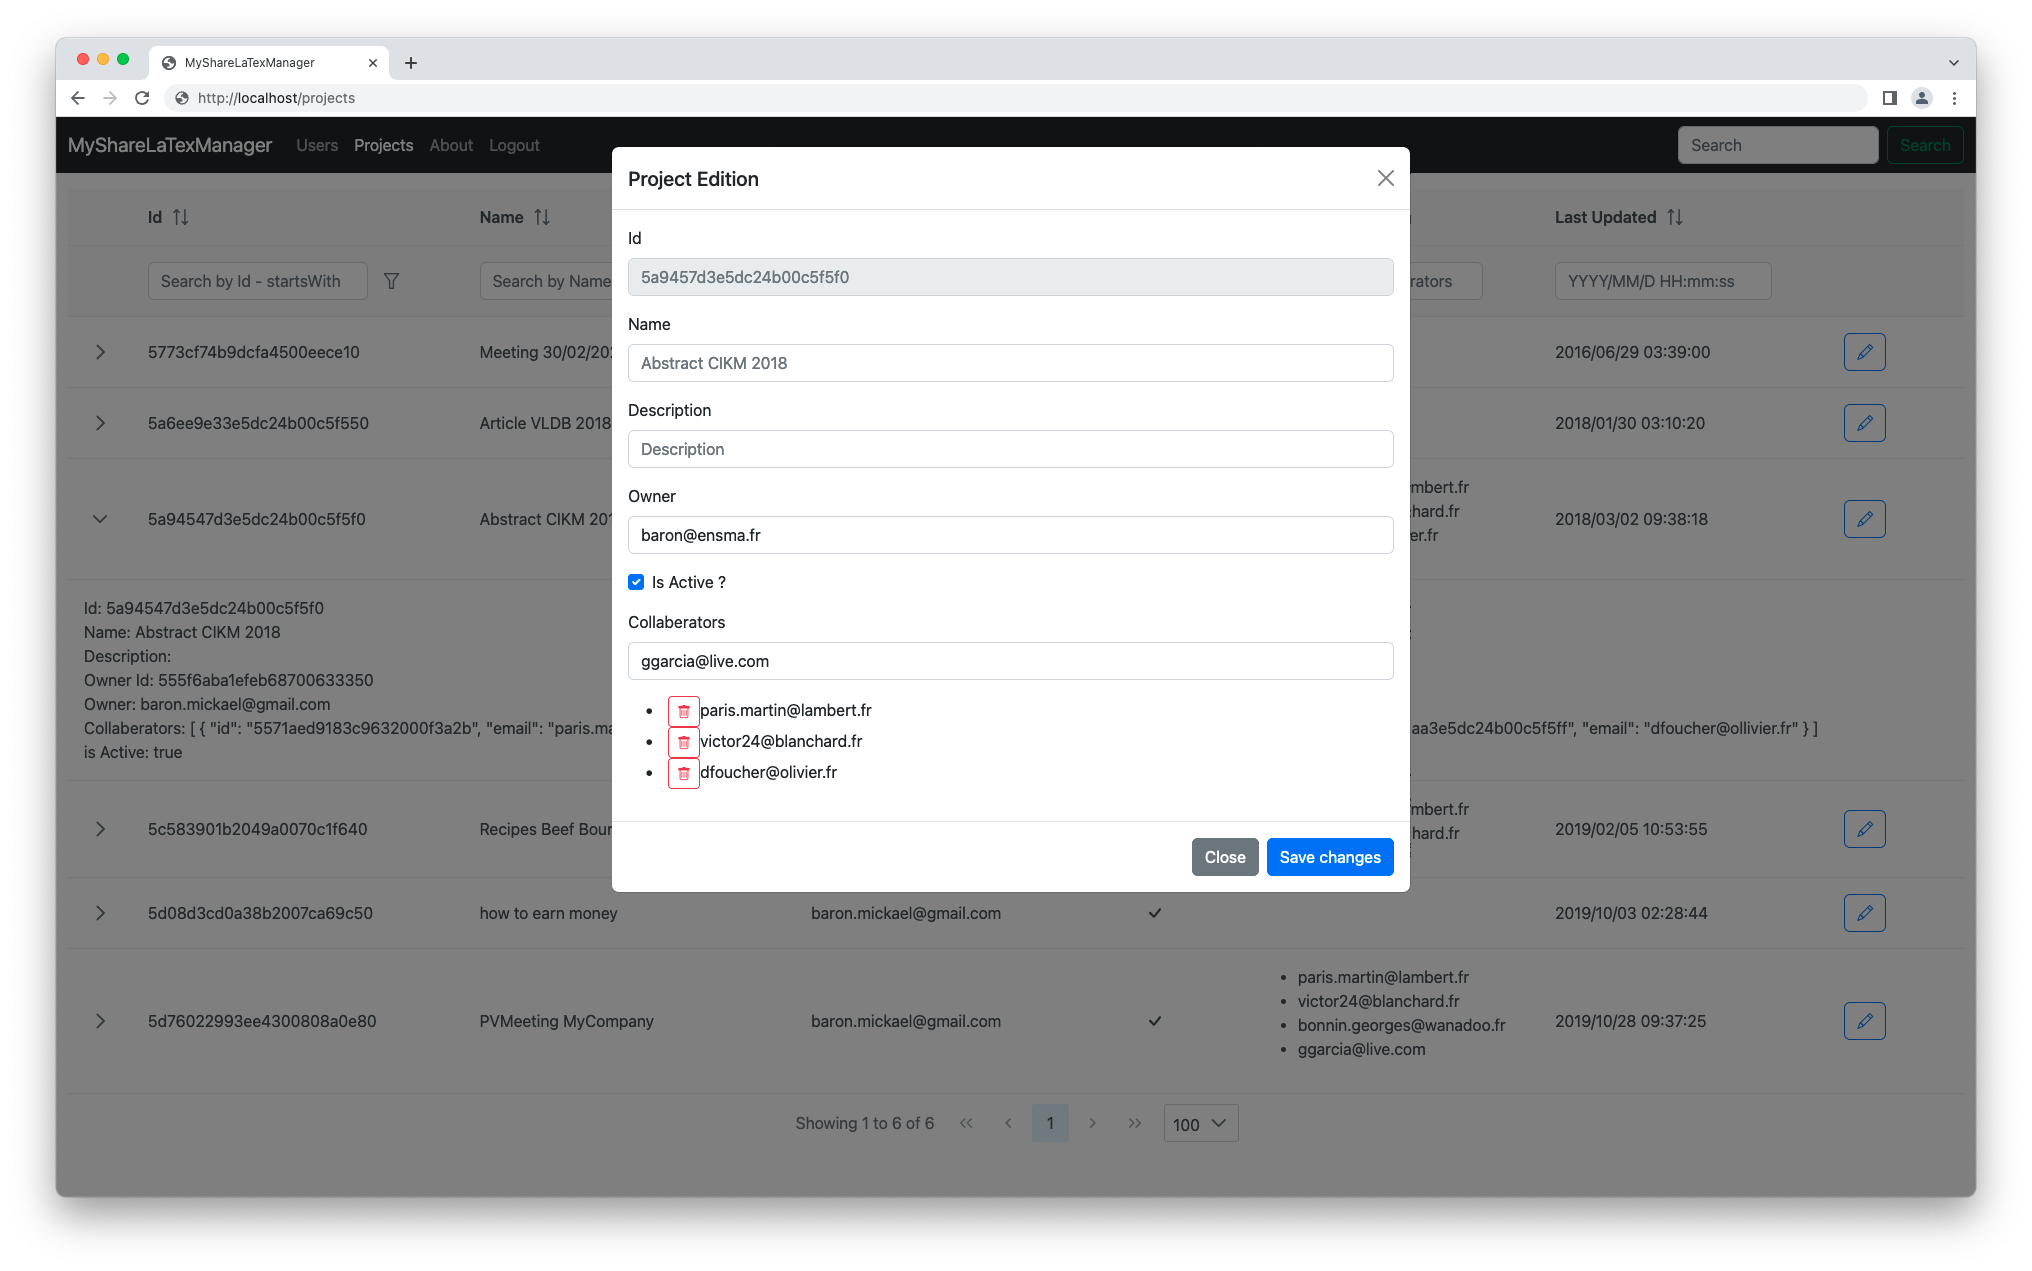 MyShareLaTexManager
http://localhost/projects
MyShareLaTexManager Users Projects About Logout Search Search
Project Edition
Id Name Last Updated
Id
Search by Id - startsWith Search by Name YYYY/MM/D HH:mm:ss
5a9457d3e5dc24b00c5f5f0
Name
5773cf74b9dcfa4500eece10 Meeting 30/02/20 2016/06/29 03:39:00
Abstract CIKM 2018
Description
5a6ee9e33e5dc24b00c5f550 Article VLDB 2018 2018/01/30 03:10:20
Description
Owner
5a94547d3e5dc24b00c5f5f0 Abstract CIKM 201 mbert.fr
hard.fr 2018/03/02 09:38:18
er.fr
baron@ensma.fr
Is Active ?
Collaberators
ggarcia@live.com
paris.martin@lambert.fr
victor24@blanchard.fr
dfoucher@olivier.fr
Close Save changes
Id: 5a94547d3e5dc24b00c5f5f0
Name: Abstract CIKM 2018
Description:
Owner Id: 555f6aba1efeb68700633350
Owner: baron.mickael@gmail.com
Collaberators: [ { "id": "5571aed9183c9632000f3a2b", "email": "paris.ma aa3e5dc24b00c5f5ff", "email": "dfoucher@ollivier.fr" } ]
is Active: true
5c583901b2049a0070c1f640 Recipes Beef Bour mbert.fr
hard.fr 2019/02/05 10:53:55
5d08d3cd0a38b2007ca69c50 how to earn money baron.mickael@gmail.com 2019/10/03 02:28:44
5d76022993ee4300808a0e80 PVMeeting MyCompany baron.mickael@gmail.com
paris.martin@lambert.fr
victor24@blanchard.fr
bonnin.georges@wanadoo.fr
ggarcia@live.com
2019/10/28 09:37:25
Showing 1 to 6 of 6 1 100